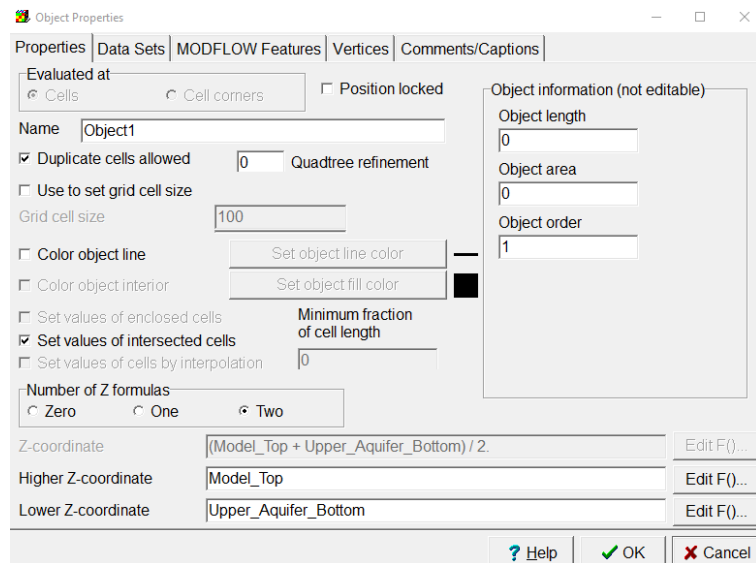 Object Properties
Properties
Data Sets
MODFLOW Features
Vertices
Comments/Captions
Evaluated at
Cells
Cell corners
Position locked
Name
Object1
Duplicate cells allowed
0
Quadtree refinement
Use to set grid cell size
Grid cell size
100
Color object line
Set object line color
Color object interior
Set object fill color
Set values of enclosed cells
Set values of intersected cells
Set values of cells by interpolation
Minimum fraction
of cell length
0
Object information (not editable)
Object length
0
Object area
0
Object order
1
Number of Z formulas
Zero
One
Two
Z-coordinate
(Model_Top + Upper_Aquifer_Bottom) / 2.
Edit F()...
Higher Z-coordinate
Model_Top
Edit F()...
Lower Z-coordinate
Upper_Aquifer_Bottom
Edit F()...
? Help
OK
Cancel